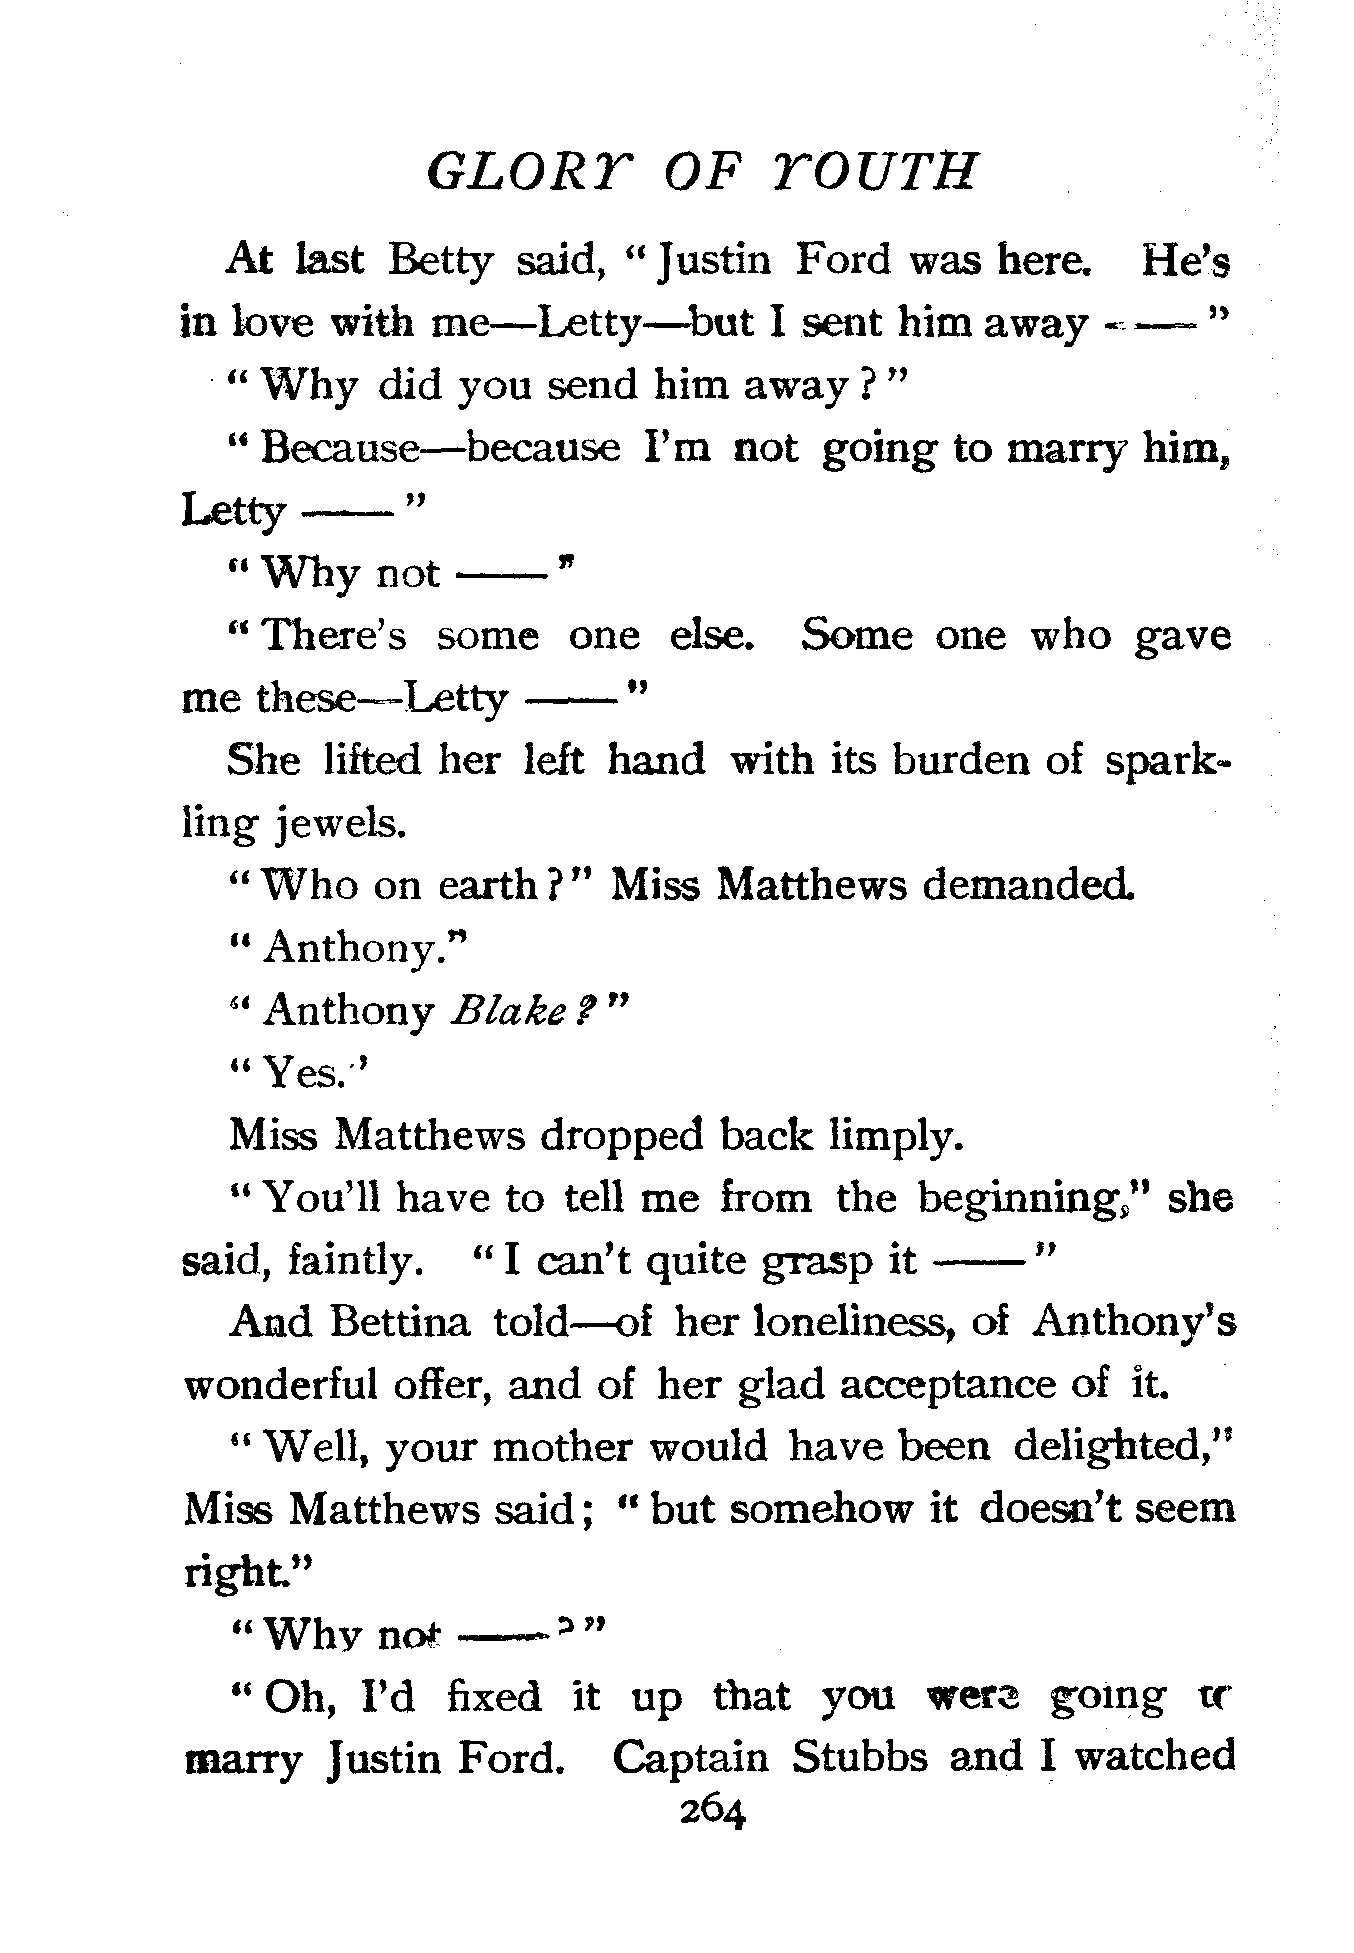 GLORY OF YOUTH
At last Betty said, “Justin Ford was here. He’s
in love with me—Letty—but I sent him away ——”
“Why did you send him away?”
“Because—because I’m not going to marry him,
Letty ——”
“Why not ——”
“There’s some one else. Some one who gave
me these—Letty ——”
She lifted her left hand with its burden of spark-
ling jewels.
“Who on earth?” Miss Matthews demanded.
“Anthony.”
“Anthony Blake?”
“Yes.”
Miss Matthews dropped back limply.
“You’ll have to tell me from the beginning,” she
said, faintly. “I can’t quite grasp it ——”
And Bettina told—of her loneliness, of Anthony’s
wonderful offer, and of her glad acceptance of it.
“Well, your mother would have been delighted,”
Miss Matthews said; “but somehow it doesn’t seem
right.”
“Why not ——?”
“Oh, I’d fixed it up that you were going to
marry Justin Ford. Captain Stubbs and I watched
264